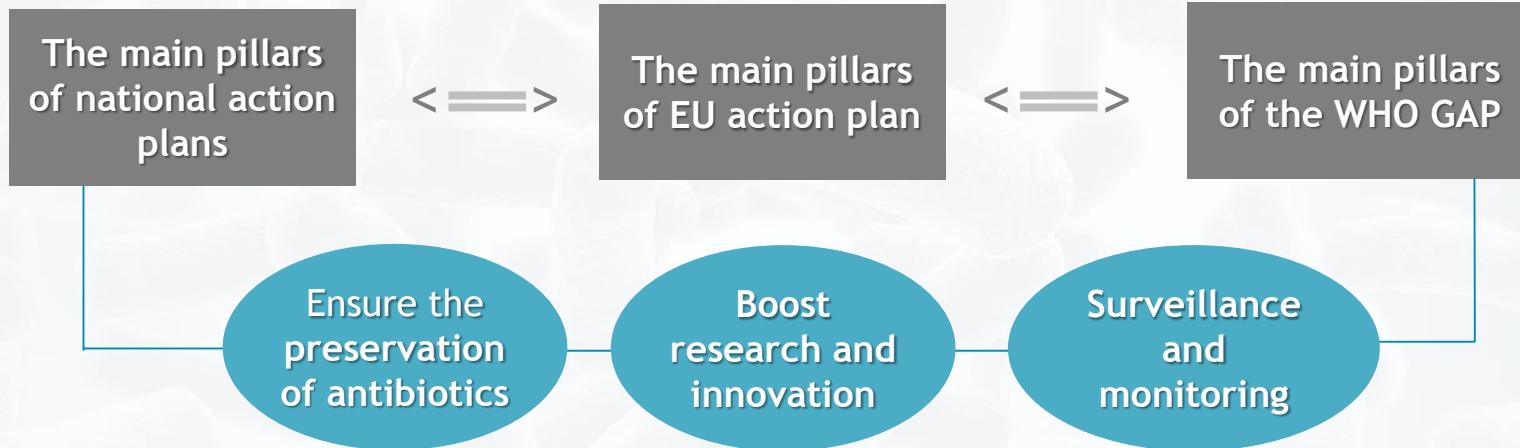 The main pillars
of national action
plans
< >
The main pillars
of EU action plan
< >
The main pillars
of the WHO GAP
Ensure the
preservation
of antibiotics
Boost
research and
innovation
Surveillance
and
monitoring